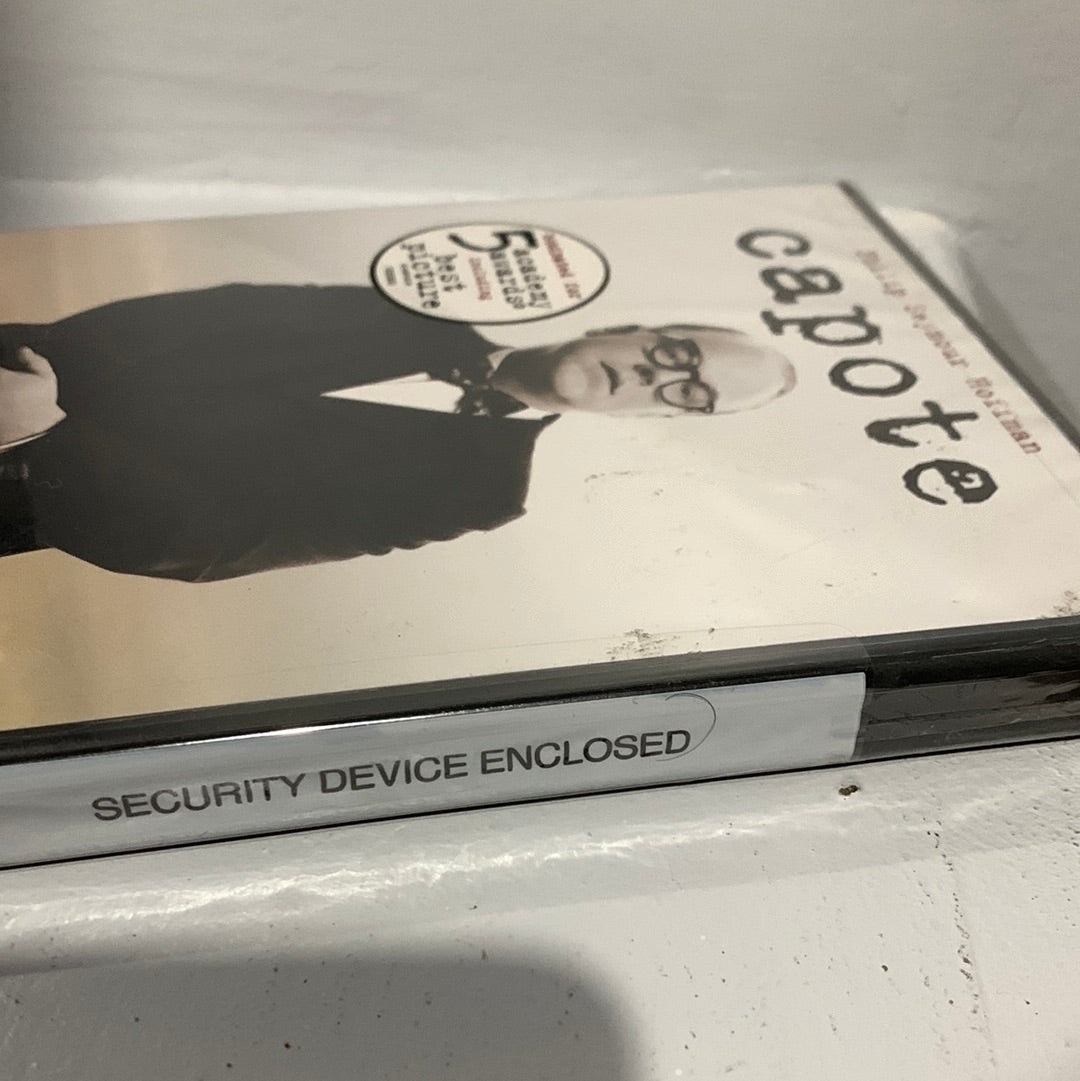 Philip Seymour Hoffman
capote
nominated for
5 academy
awards
including
best
picture
SECURITY DEVICE ENCLOSED